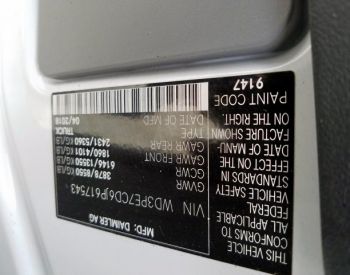 MFD: DAIMLER AG
VIN WD3PE7CD6JP617543
GVWR 3878/8550 KG/LB
GCWR 6146/13550 KG/LB
GAWR FRONT 1860/4101 KG/LB
GAWR REAR 2431/5360 KG/LB
TRUCK
DATE OF MFD 04/2018
THIS VEHICLE
CONFORMS TO
ALL APPLICABLE
FEDERAL
VEHICLE SAFETY
STANDARDS IN
EFFECT ON THE
DATE OF MANU-
FACTURE SHOWN
ON THE RIGHT.
PAINT CODE
9147